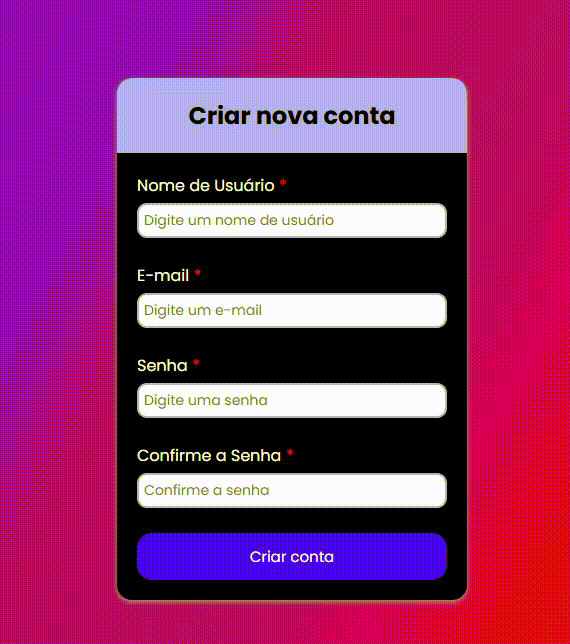 Criar nova conta
Nome de Usuário *
Digite um nome de usuário
E-mail *
Digite um e-mail
Senha *
Digite uma senha
Confirme a Senha *
Confirme a senha
Criar conta